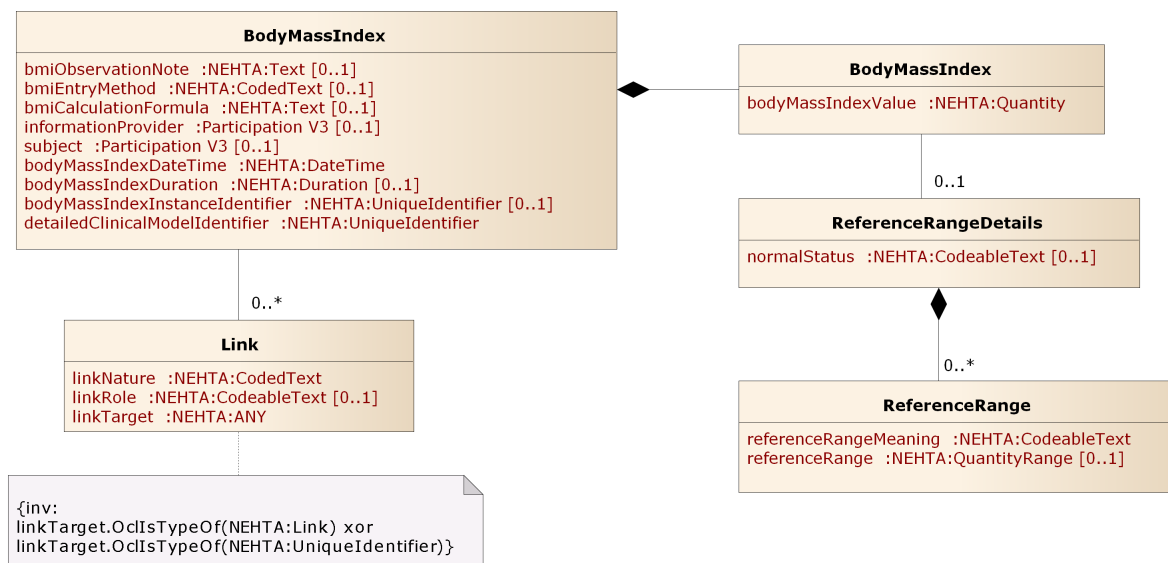 BodyMassIndex
bmiObservationNote :NEHTA:Text [0..1]
bmiEntryMethod :NEHTA:CodedText [0..1]
bmiCalculationFormula :NEHTA:Text [0..1]
informationProvider :Participation V3 [0..1]
subject :Participation V3 [0..1]
bodyMassIndexDateTime :NEHTA:DateTime
bodyMassIndexDuration :NEHTA:Duration [0..1]
bodyMassIndexInstanceIdentifier :NEHTA:UniqueIdentifier [0..1]
detailedClinicalModelIdentifier :NEHTA:UniqueIdentifier
BodyMassIndex
bodyMassIndexValue :NEHTA:Quantity
0..1
ReferenceRangeDetails
normalStatus :NEHTA:CodeableText [0..1]
0..*
Link
linkNature :NEHTA:CodedText
linkRole :NEHTA:CodeableText [0..1]
linkTarget :NEHTA:ANY
0..*
ReferenceRange
referenceRangeMeaning :NEHTA:CodeableText
referenceRange :NEHTA:QuantityRange [0..1]
{inv:
linkTarget.OclIsTypeOf(NEHTA:Link) xor
linkTarget.OclIsTypeOf(NEHTA:UniqueIdentifier)}